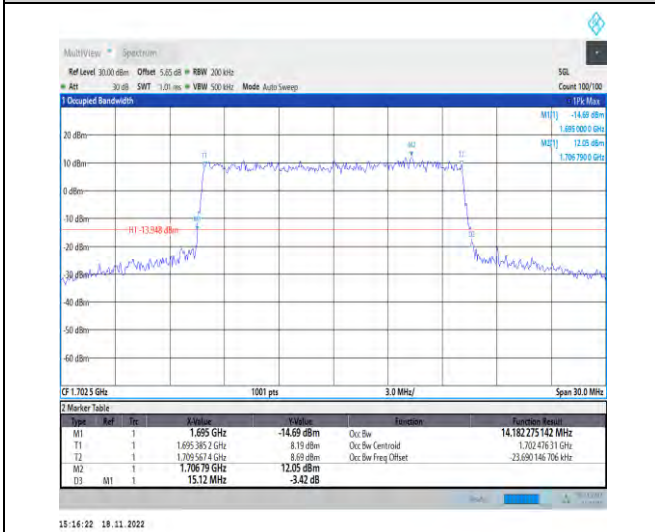 MultiView Spectrum
Ref Level 30.00 dBm Offset 5.65 dB RBW 200 kHz SGL
Att 30 dB SWT 1.01 ms VBW 500 kHz Mode Auto Sweep Count 100/100
1 Occupied Bandwidth 1Pk Max
M1[1] -14.69 dBm
1.695 000 0 GHz
M2[1] 12.05 dBm
1.706 790 0 GHz
20 dBm
10 dBm
0 dBm
-10 dBm
H1 -13.948 dBm
-20 dBm
-30 dBm
-40 dBm
-50 dBm
-60 dBm
T1
M2
T2
M1
D3
CF 1.702 5 GHz 1001 pts 3.0 MHz/ Span 30.0 MHz
2 Marker Table
Type Ref Trc X-Value Y-Value Function Function Result
M1 1 1.695 GHz -14.69 dBm Occ Bw 14.182 275 142 MHz
T1 1 1.695 385 2 GHz 8.19 dBm Occ Bw Centroid 1.702 476 31 GHz
T2 1 1.709 567 4 GHz 8.69 dBm Occ Bw Freq Offset -23.690 146 706 kHz
M2 1 1.706 79 GHz 12.05 dBm
D3 M1 1 15.12 MHz -3.42 dB
15:16:22 18.11.2022